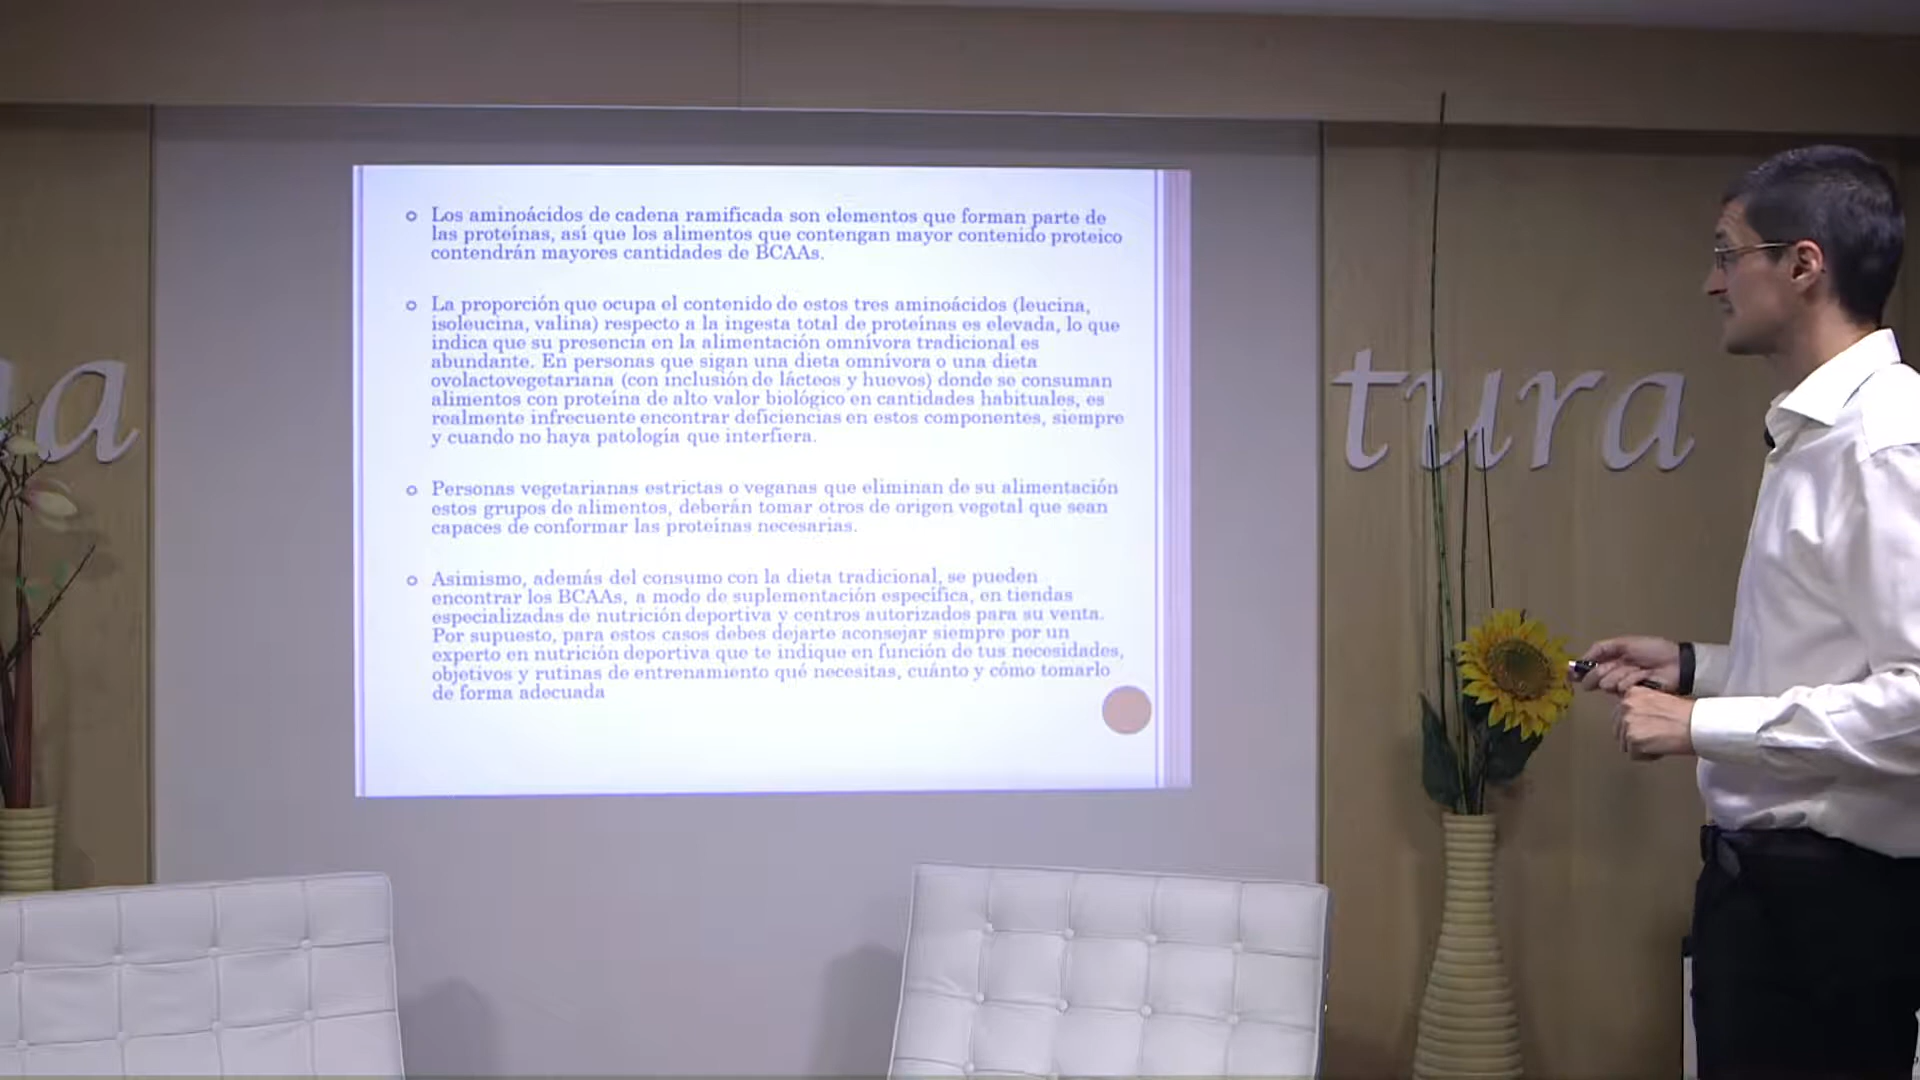 Los aminoácidos de cadena ramificada son elementos que forman parte de
las proteínas, así que los alimentos que contengan mayor contenido proteico
contendrán mayores cantidades de BCAAs.
La proporción que ocupa el contenido de estos tres aminoácidos (leucina,
isoleucina, valina) respecto a la ingesta total de proteínas es elevada, lo que
indica que su presencia en la alimentación omnívora tradicional es
abundante. En personas que sigan una dieta omnívora o una dieta
ovolactovegetariana (con inclusión de lácteos y huevos) donde se consuman
alimentos con proteína de alto valor biológico en cantidades habituales, es
realmente infrecuente encontrar deficiencias en estos componentes, siempre
y cuando no haya patología que interfiera.
Personas vegetarianas estrictas o veganas que eliminan de su alimentación
estos grupos de alimentos, deberán tomar otros de origen vegetal que sean
capaces de conformar las proteínas necesarias.
Asimismo, además del consumo con la dieta tradicional, se pueden
encontrar los BCAAs, a modo de suplementación específica, en tiendas
especializadas de nutrición deportiva y centros autorizados para su venta.
Por supuesto, para estos casos debes dejarte aconsejar siempre por un
experto en nutrición deportiva que te indique en función de tus necesidades,
objetivos y rutinas de entrenamiento qué necesitas, cuánto y cómo tomarlo
de forma adecuada
a
tura